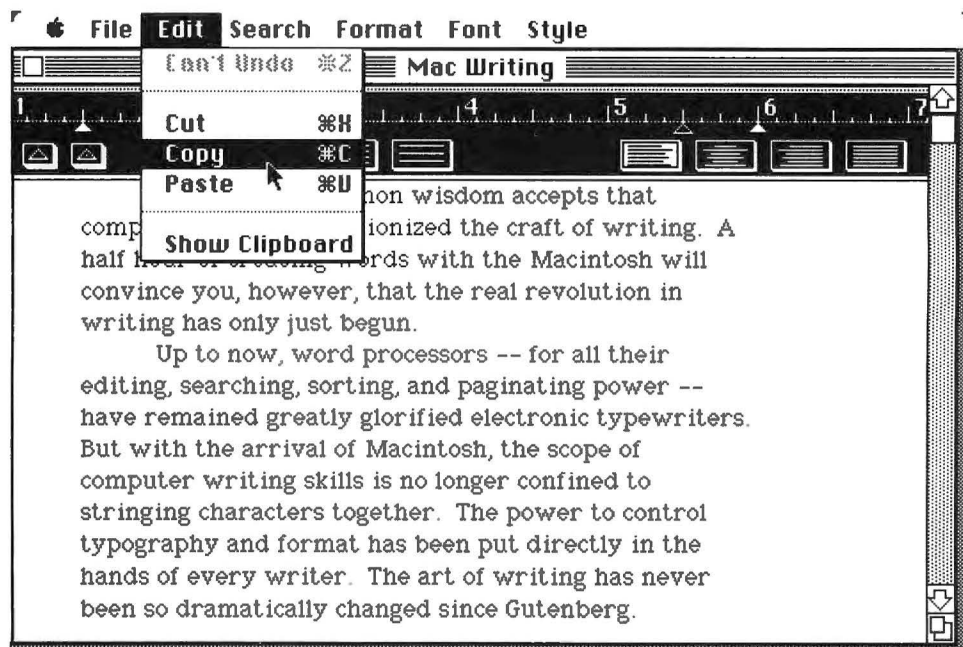 File Edit Search Format Font Style
Can't Undo ⌘Z
Mac Writing
1 4 5 6 7
Cut ⌘X
Copy ⌘C
Paste ⌘V
Show Clipboard
wisdom accepts that
the craft of writing. A
half with the Macintosh will
convince you, however, that the real revolution in
writing has only just begun.
Up to now, word processors -- for all their
editing, searching, sorting, and paginating power --
have remained greatly glorified electronic typewriters.
But with the arrival of Macintosh, the scope of
computer writing skills is no longer confined to
stringing characters together. The power to control
typography and format has been put directly in the
hands of every writer. The art of writing has never
been so dramatically changed since Gutenberg.